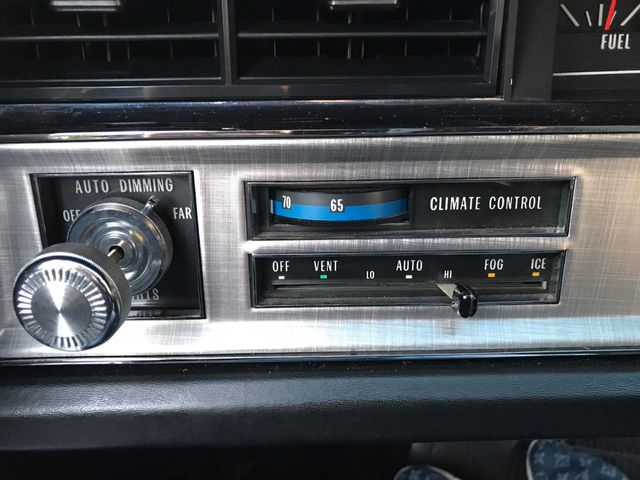 FUEL
AUTO DIMMING
OFF FAR
70 65
CLIMATE CONTROL
OFF VENT LO AUTO HI FOG ICE